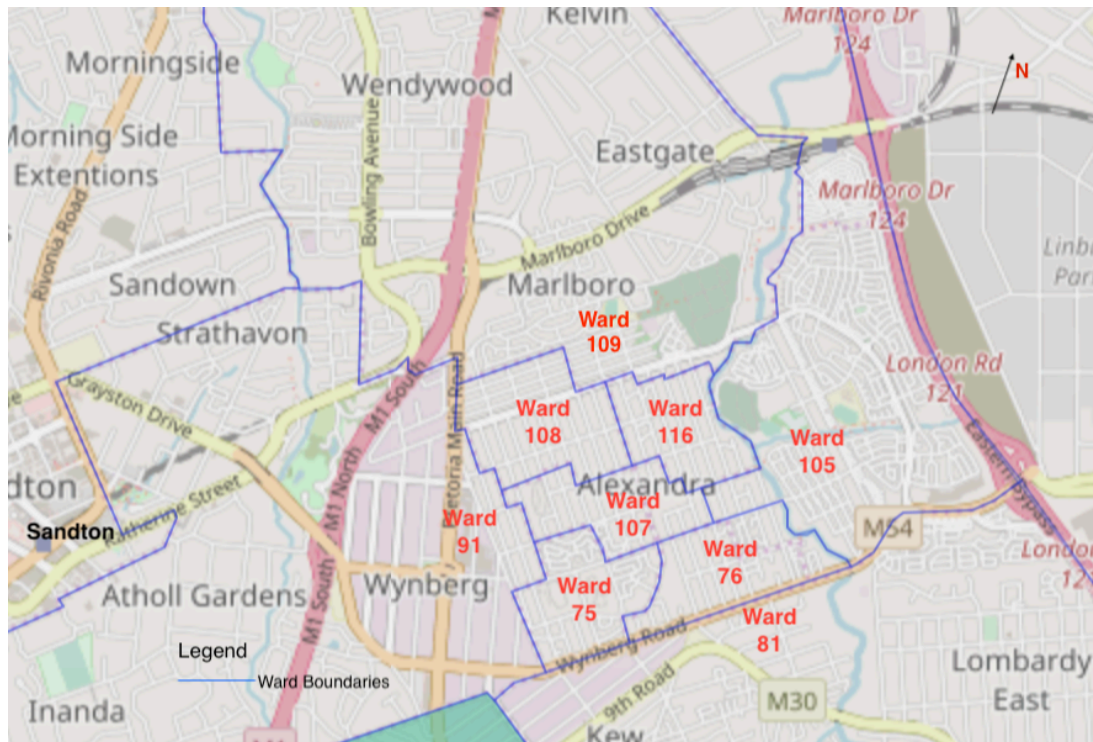 Kelvin
Marlboro Dr
124
Morningside
Wendywood
N
Morning Side
Extentions
Bowling Avenue
Eastgate
Marlboro Dr
124
Rivonia Road
Marlboro Drive
Sandown
Marlboro
Strathavon
Ward
109
London Rd
121
Grayston Drive
M1 South
Pretoria Main Road
Ward
108
Ward
116
Ward
105
Eastern Bypass
dton
Alexandra
Katherine Street
M1 North
Sandton
Ward
107
Ward
91
M54
Ward
76
Atholl Gardens
M1 South
Wynberg
Ward
75
Ward
81
Wynberg Road
Legend
Ward Boundaries
Lombardy
East
9th Road
M30
Inanda
Kew